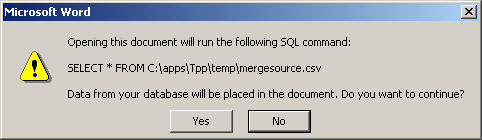 Microsoft Word
Opening this document will run the following SQL command:
SELECT * FROM C:\apps\Tpp\temp\mergesource.csv
Data from your database will be placed in the document. Do you want to continue?
Yes No